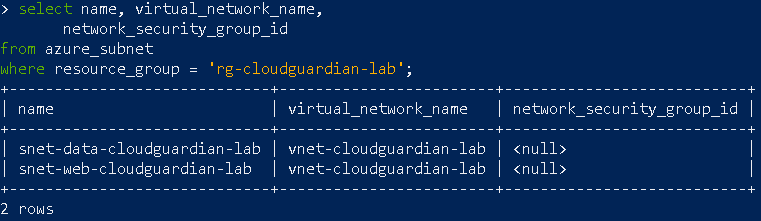 > select name, virtual_network_name,
network_security_group_id
from azure_subnet
where resource_group = 'rg-cloudguardian-lab';
+----------------------------+-----------------------+---------------------------+
| name | virtual_network_name | network_security_group_id |
+----------------------------+-----------------------+---------------------------+
| snet-data-cloudguardian-lab | vnet-cloudguardian-lab | <null> |
| snet-web-cloudguardian-lab | vnet-cloudguardian-lab | <null> |
+----------------------------+-----------------------+---------------------------+
2 rows